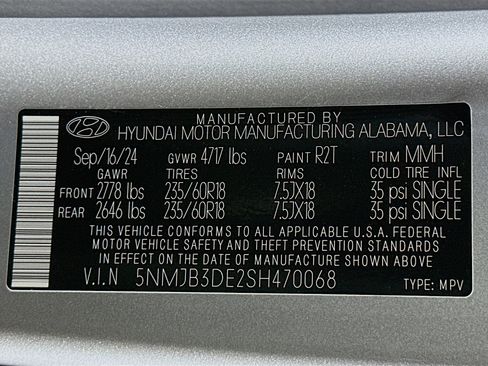 MANUFACTURED BY
HYUNDAI MOTOR MANUFACTURING ALABAMA, LLC
Sep/16/24 GVWR 4717 lbs PAINT R2T TRIM MMH
GAWR TIRES RIMS COLD TIRE INFL
FRONT 2778 lbs 235/60R18 7.5JX18 35 psi SINGLE
REAR 2646 lbs 235/60R18 7.5JX18 35 psi SINGLE
THIS VEHICLE CONFORMS TO ALL APPLICABLE U.S.A. FEDERAL
MOTOR VEHICLE SAFETY AND THEFT PREVENTION STANDARDS
IN EFFECT ON THE DATE OF MANUFACTURE SHOWN ABOVE.
V.I.N 5NMJB3DE2SH470068 TYPE: MPV